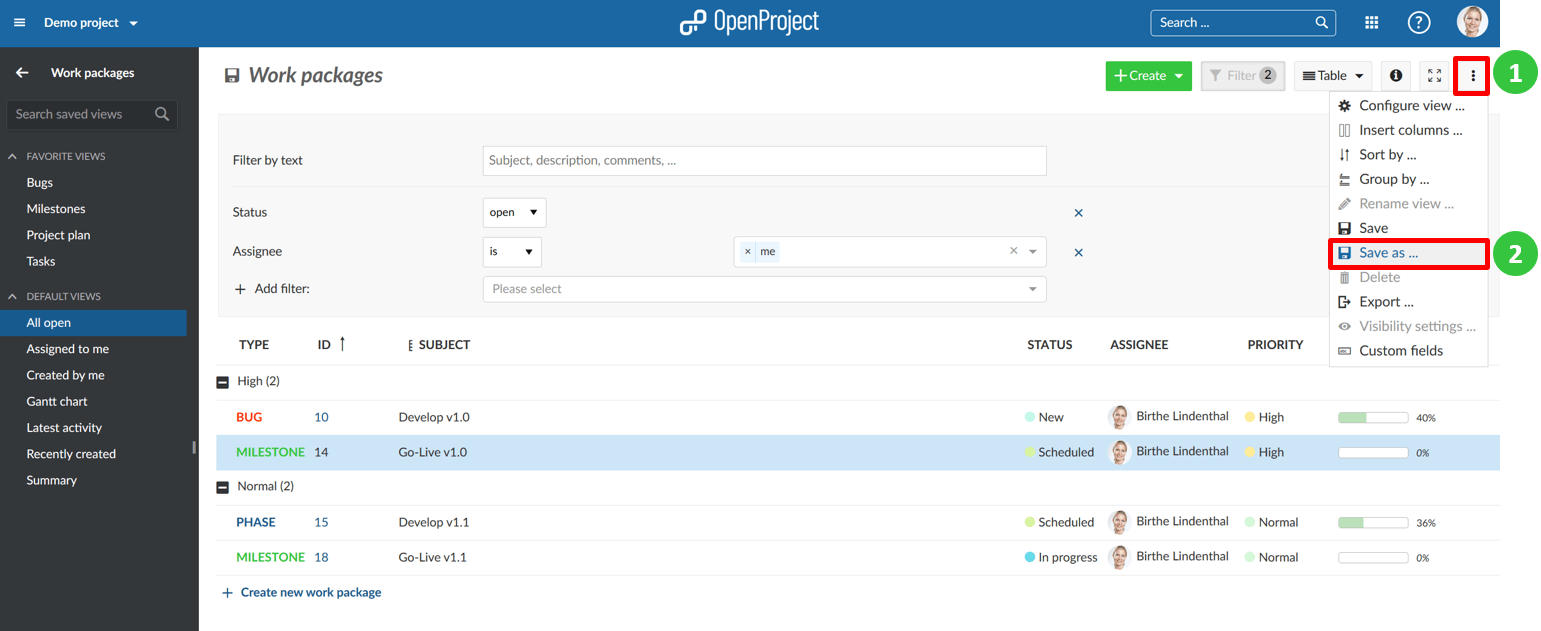 Demo project
OpenProject
Search ...
?
Work packages
Search saved views
FAVORITE VIEWS
Bugs
Milestones
Project plan
Tasks
DEFAULT VIEWS
All open
Assigned to me
Created by me
Gantt chart
Latest activity
Recently created
Summary
Work packages
+ Create
Filter 2
Table
1
Configure view ...
Insert columns ...
Sort by ...
Group by ...
Rename view ...
Save
Save as ...
2
Delete
Export ...
Visibility settings ...
Custom fields
Filter by text
Subject, description, comments, ...
Status
open
Assignee
is
× me
+ Add filter:
Please select
TYPE ID SUBJECT STATUS ASSIGNEE PRIORITY
High (2)
BUG 10 Develop v1.0 New Birthe Lindenthal High 40%
MILESTONE 14 Go-Live v1.0 Scheduled Birthe Lindenthal High 0%
Normal (2)
PHASE 15 Develop v1.1 Scheduled Birthe Lindenthal Normal 36%
MILESTONE 18 Go-Live v1.1 In progress Birthe Lindenthal Normal 0%
+ Create new work package